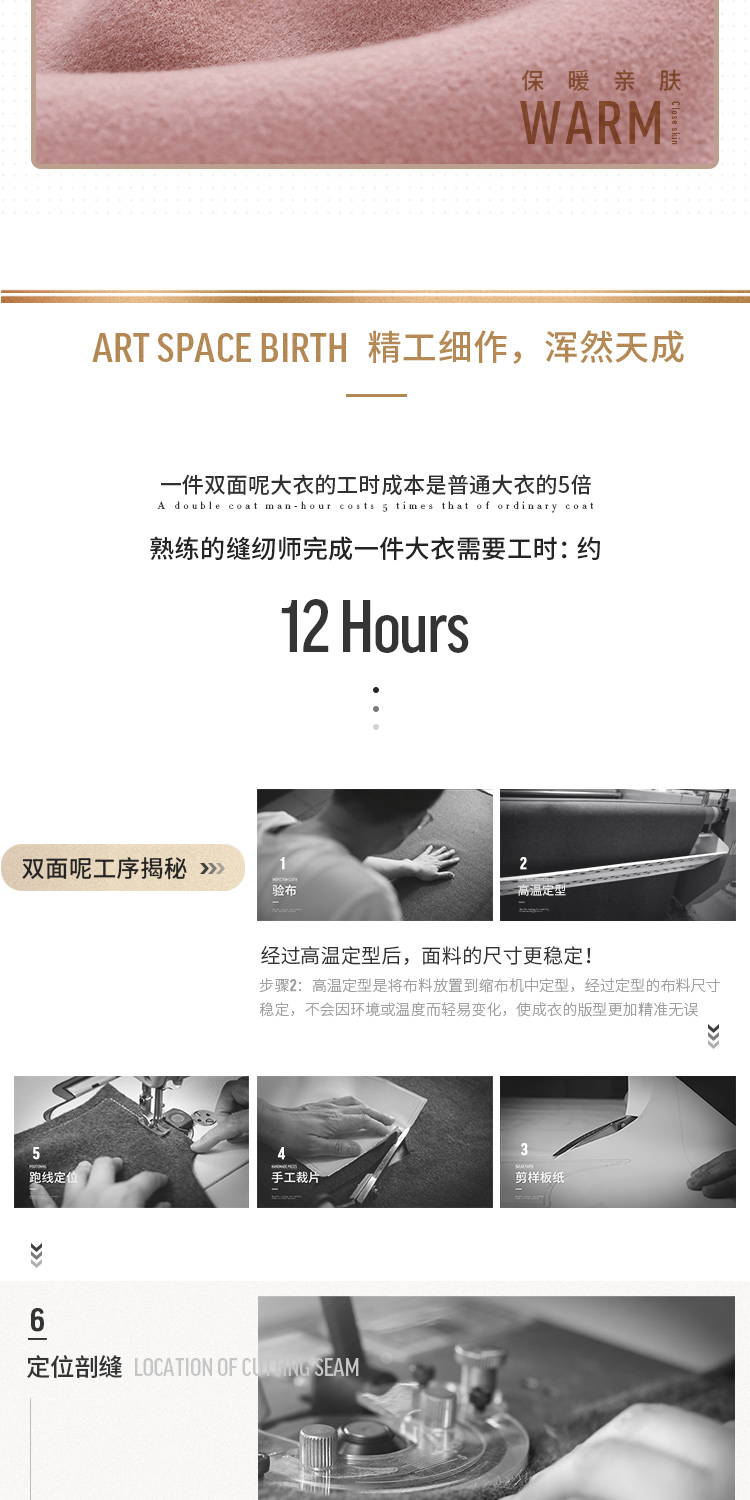 保暖亲肤
WARM
Close skin
ART SPACE BIRTH 精工细作，浑然天成
一件双面呢大衣的工时成本是普通大衣的5倍
A double coat man-hour costs 5 times that of ordinary coat
熟练的缝纫师完成一件大衣需要工时：约
12 Hours
双面呢工序揭秘
1
验布
2
高温定型
经过高温定型后，面料的尺寸更稳定！
步骤2：高温定型是将布料放置到缩布机中定型，经过定型的布料尺寸
稳定，不会因环境或温度而轻易变化，使成衣的版型更加精准无误
5
跑线定位
4
HANDMADE PIECES
手工裁片
3
剪样板纸
6
定位剖缝 LOCATION OF CUTTING SEAM